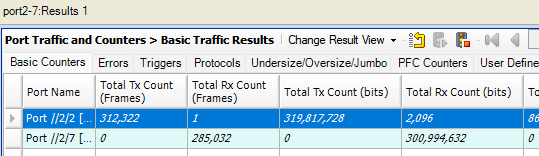 port2-7:Results 1
Port Traffic and Counters > Basic Traffic Results Change Result View
Basic Counters Errors Triggers Protocols Undersize/Oversize/Jumbo PFC Counters User Define
Port Name Total Tx Count (Frames) Total Rx Count (Frames) Total Tx Count (bits) Total Rx Count (bits) To
Port //2/2 [... 312,322 1 319,817,728 2,096 86
Port //2/7 [... 0 285,032 0 300,994,632 0